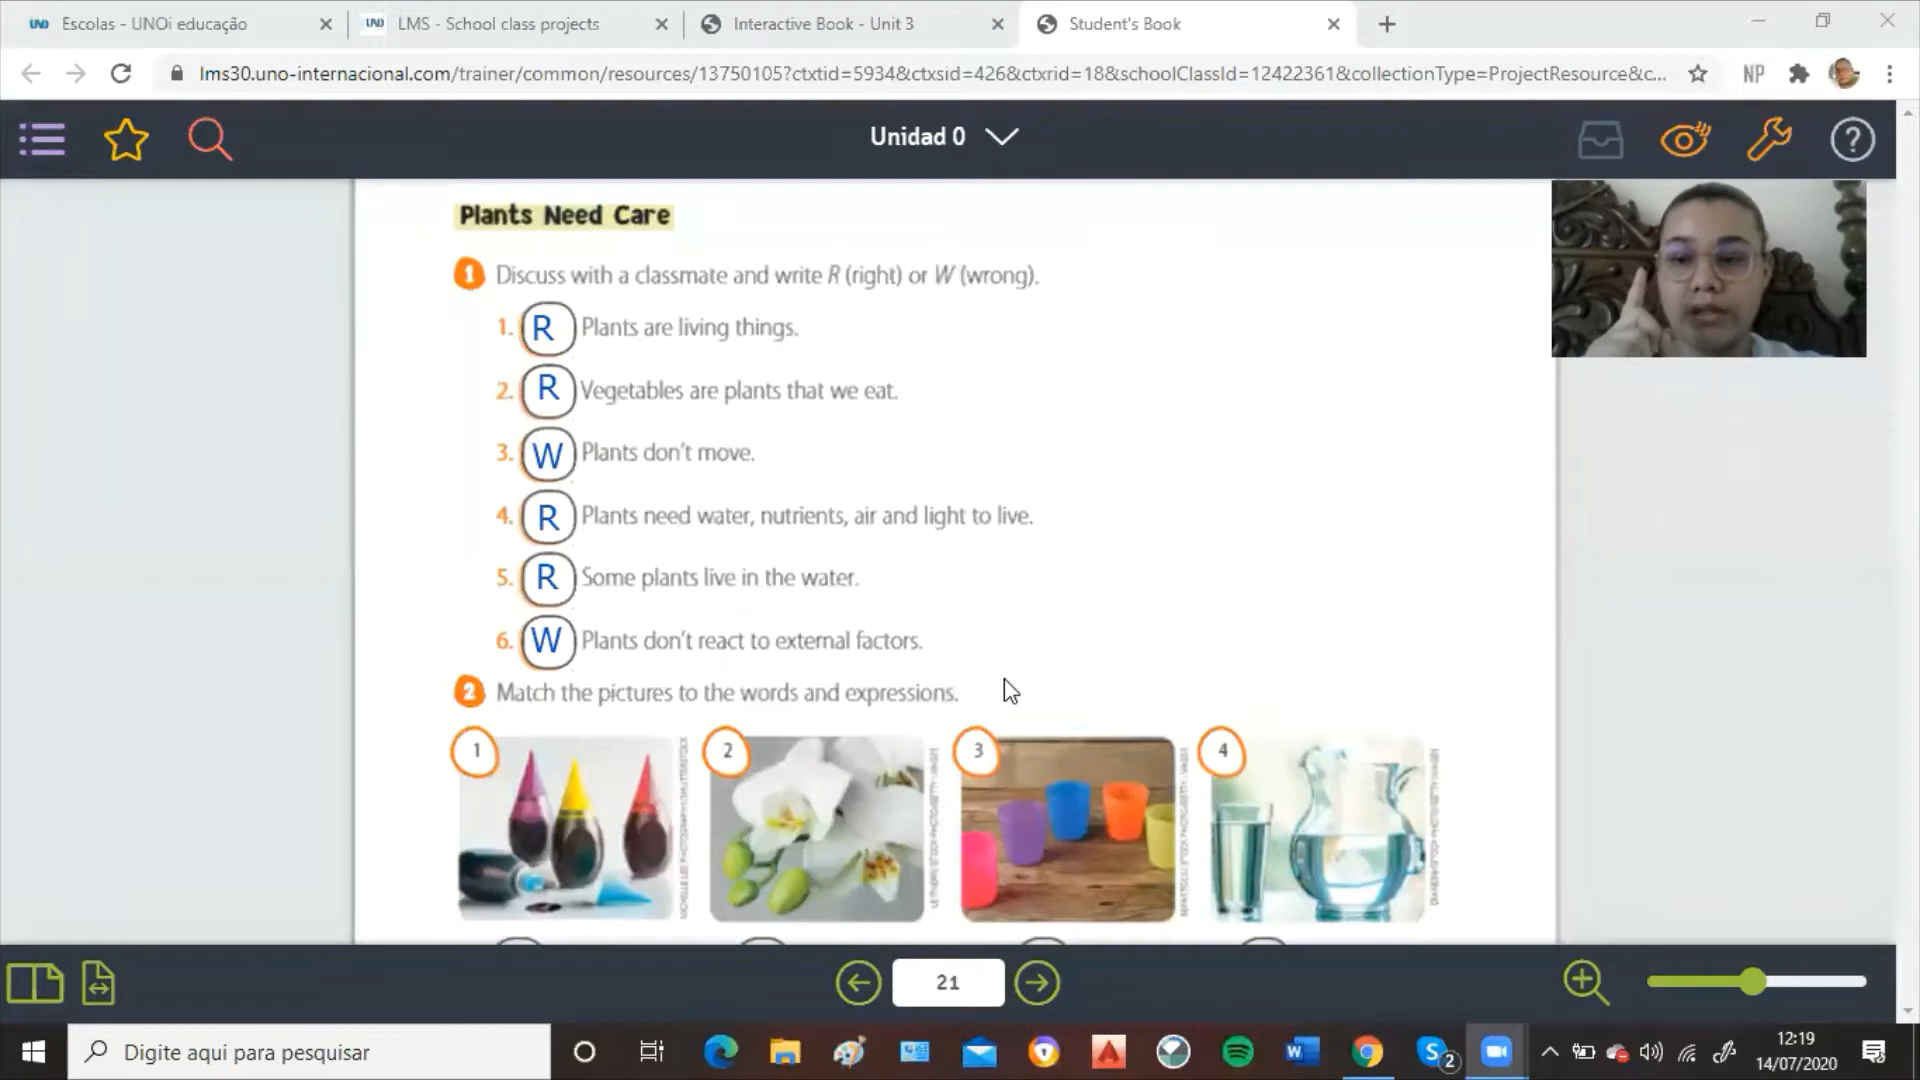 Escolas - UNOi educação
LMS - School class projects
Interactive Book - Unit 3
Student's Book
lms30.uno-internacional.com/trainer/common/resources/13750105?ctxtid=5934&ctxsid=426&ctxrid=18&schoolClassId=12422361&collectionType=ProjectResource&c...
NP
Unidad 0
Plants Need Care
1 Discuss with a classmate and write R (right) or W (wrong).
1. R Plants are living things.
2. R Vegetables are plants that we eat.
3. W Plants don't move.
4. R Plants need water, nutrients, air and light to live.
5. R Some plants live in the water.
6. W Plants don't react to external factors.
2 Match the pictures to the words and expressions.
1 2 3 4
21
Digite aqui para pesquisar
2
12:19
14/07/2020